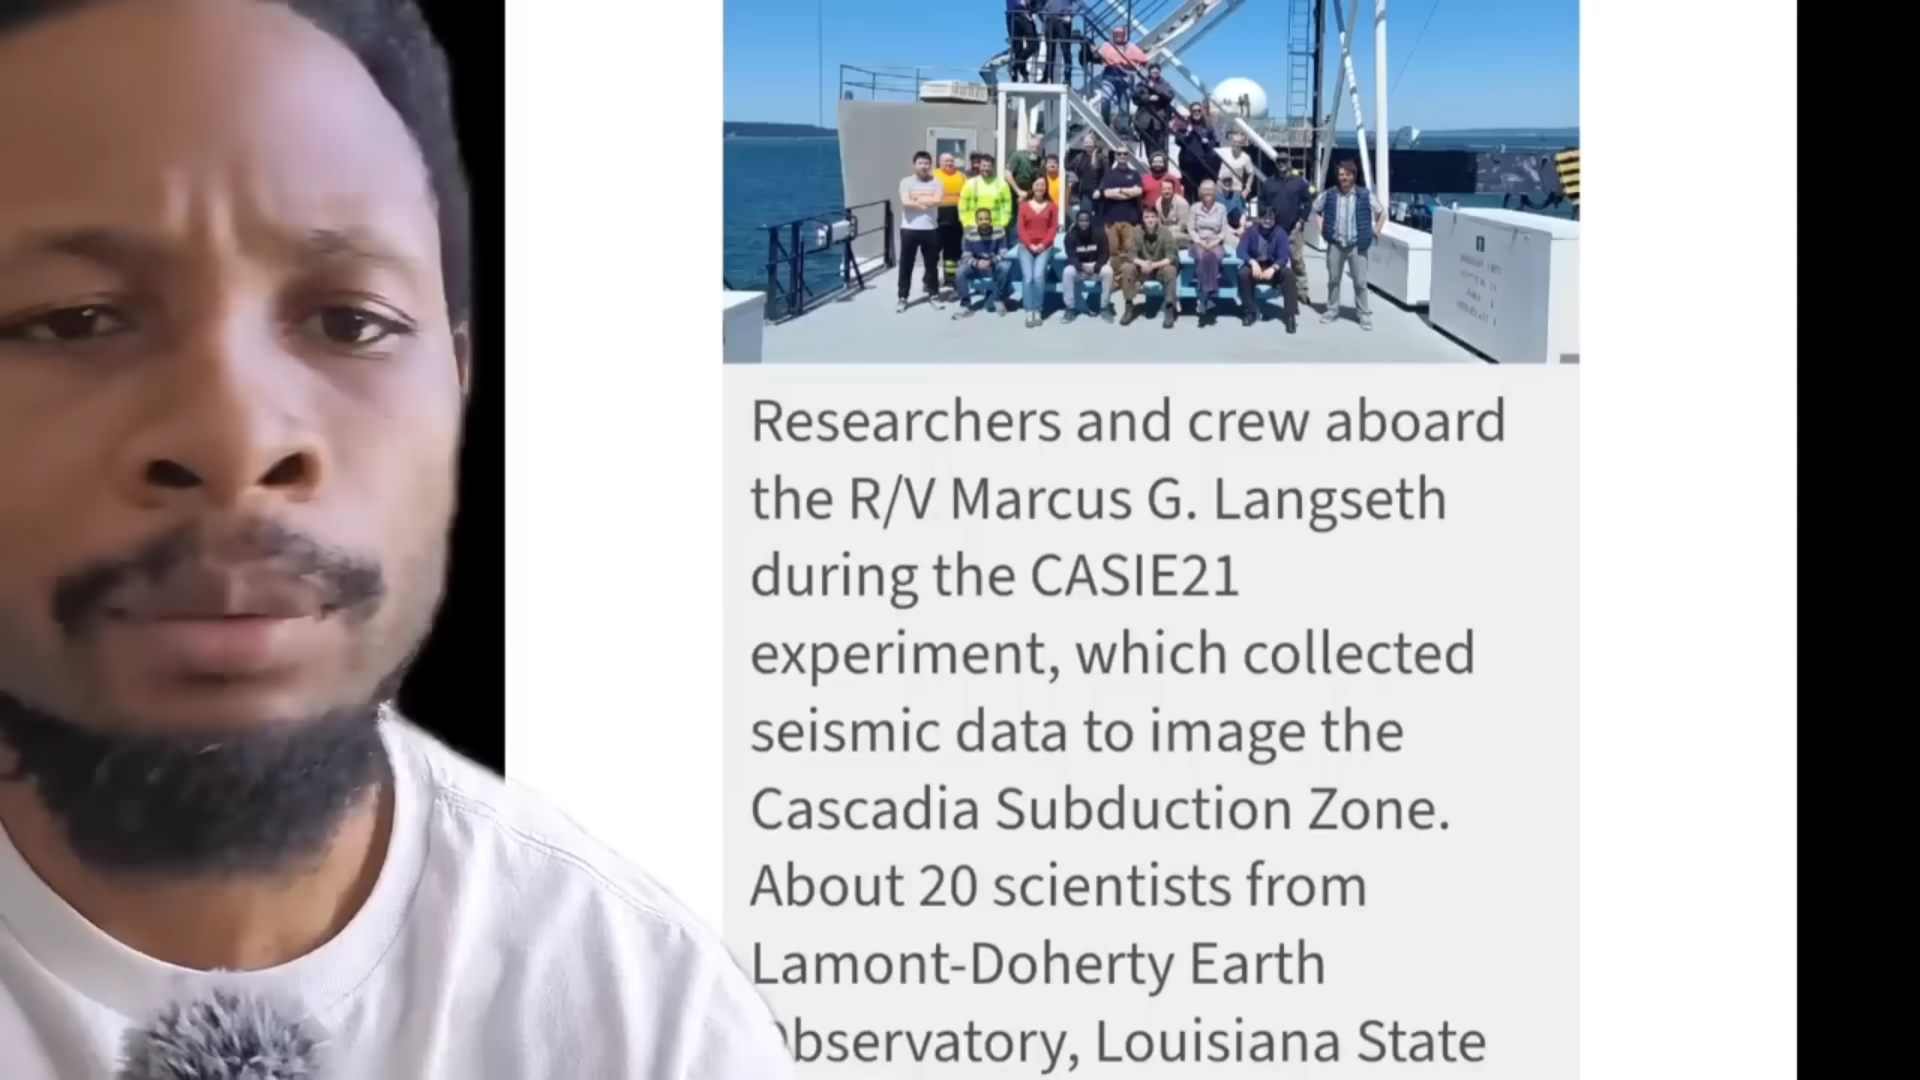 Researchers and crew aboard
the R/V Marcus G. Langseth
during the CASIE21
experiment, which collected
seismic data to image the
Cascadia Subduction Zone.
About 20 scientists from
Lamont-Doherty Earth
Observatory, Louisiana State